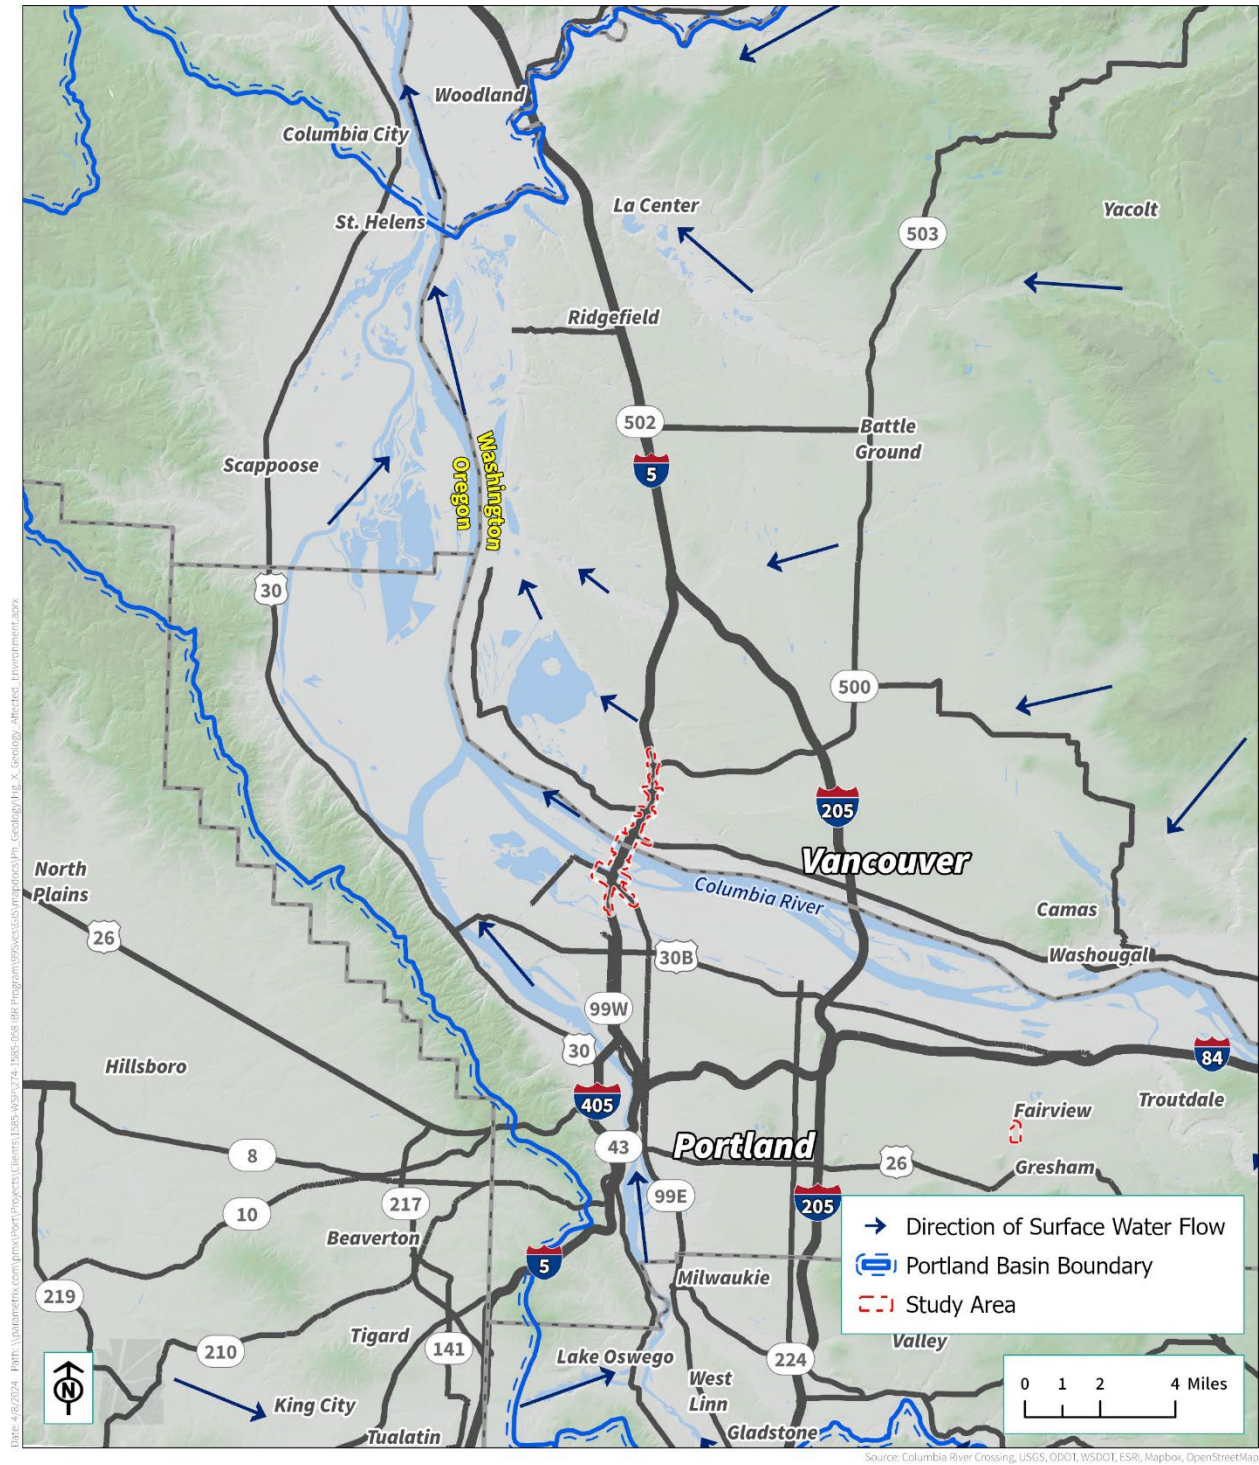 Woodland
Columbia City
La Center
Yacolt
St. Helens
503
Ridgefield
502
Battle
Ground
5
Scappoose
Washington
Oregon
30
500
205
Vancouver
North
Plains
Columbia River
26
Camas
Washougal
30B
99W
30
84
Hillsboro
405
Fairview
Troutdale
43
Portland
8
26
Gresham
217
99E
205
10
Beaverton
5
Milwaukie
219
Tigard
141
210
Lake Oswego
224
Valley
West
Linn
King City
Tualatin
Gladstone
N
Direction of Surface Water Flow
Portland Basin Boundary
Study Area
0 1 2 4 Miles
Source: Columbia River Crossing, USGS, ODOT, WSDOT, ESRI, Mapbox, OpenStreetMap